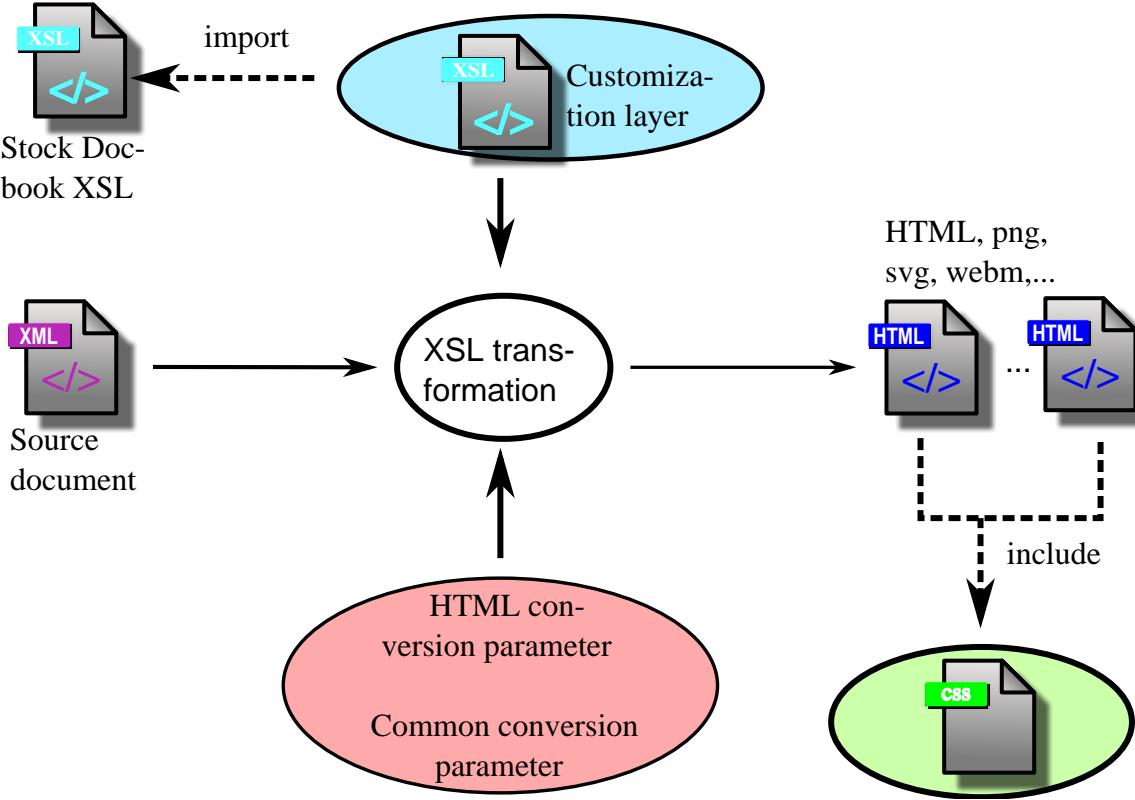 XSL
</>
import
Stock Doc-
book XSL
XSL
</>
Customiza-
tion layer
XML
</>
Source
document
XSL trans-
formation
HTML, png,
svg, webm,...
HTML
</>
...
HTML
</>
include
HTML con-
version parameter
Common conversion
parameter
CSS